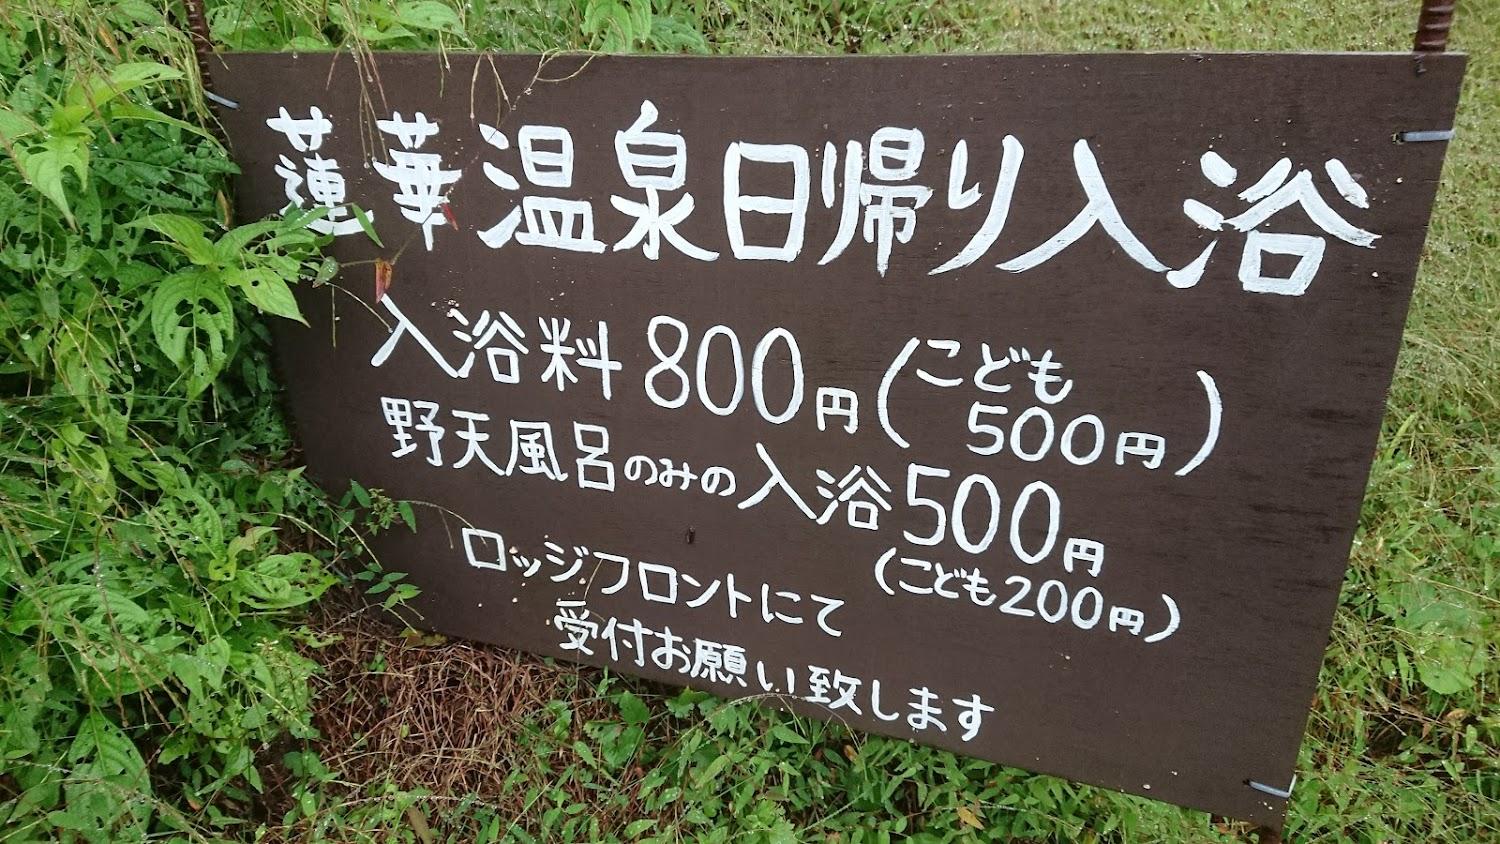 蓮華温泉日帰り入浴
入浴料 800円(こども 500円)
野天風呂のみの入浴 500円
(こども200円)
ロッジフロントにて
受付お願い致します